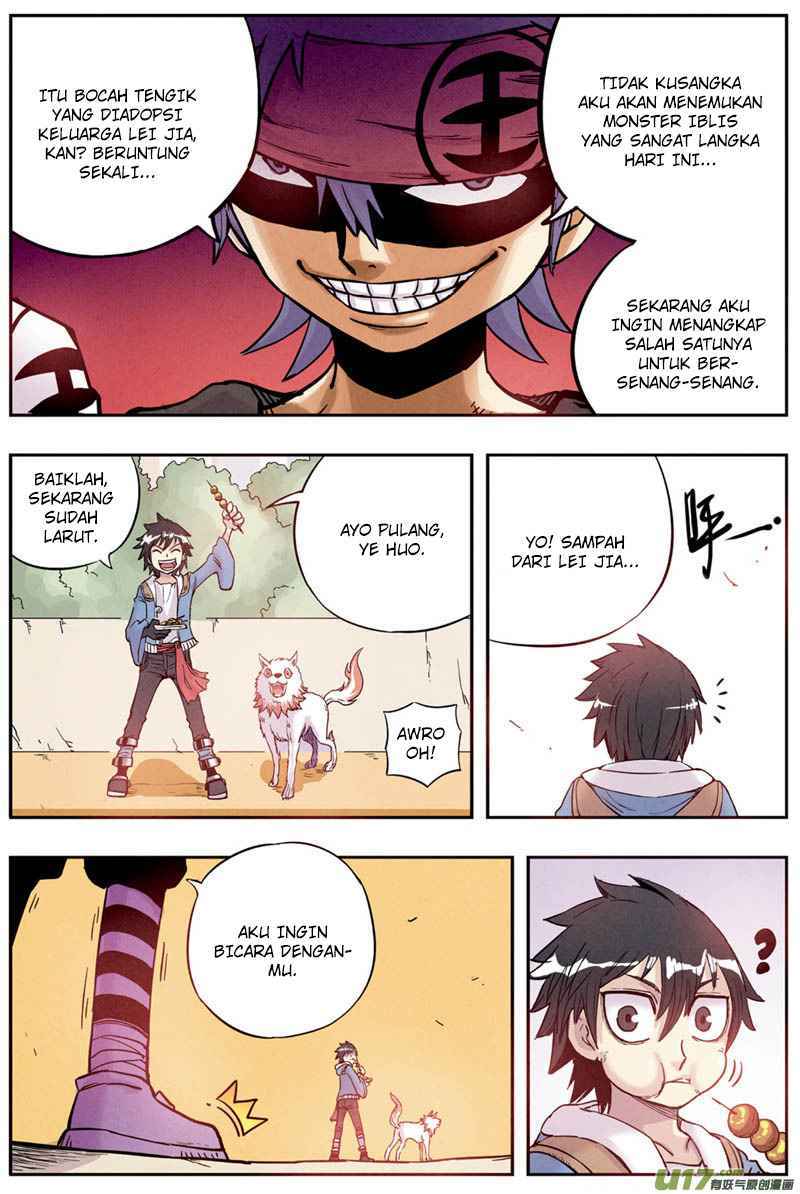 ITU BOCAH TENGIK
YANG DIADOPSI
KELUARGA LEI JIA,
KAN? BERUNTUNG
SEKALI...
TIDAK KUSANGKA
AKU AKAN MENEMUKAN
MONSTER IBLIS
YANG SANGAT LANGKA
HARI INI...
SEKARANG AKU
INGIN MENANGKAP
SALAH SATUNYA
UNTUK BER-
SENANG-SENANG.
BAIKLAH,
SEKARANG
SUDAH
LARUT.
AYO PULANG,
YE HUO.
AWRO
OH!
YO! SAMPAH
DARI LEI JIA...
AKU INGIN
BICARA DENGAN-
MU.
?
U17
有妖气原创漫画